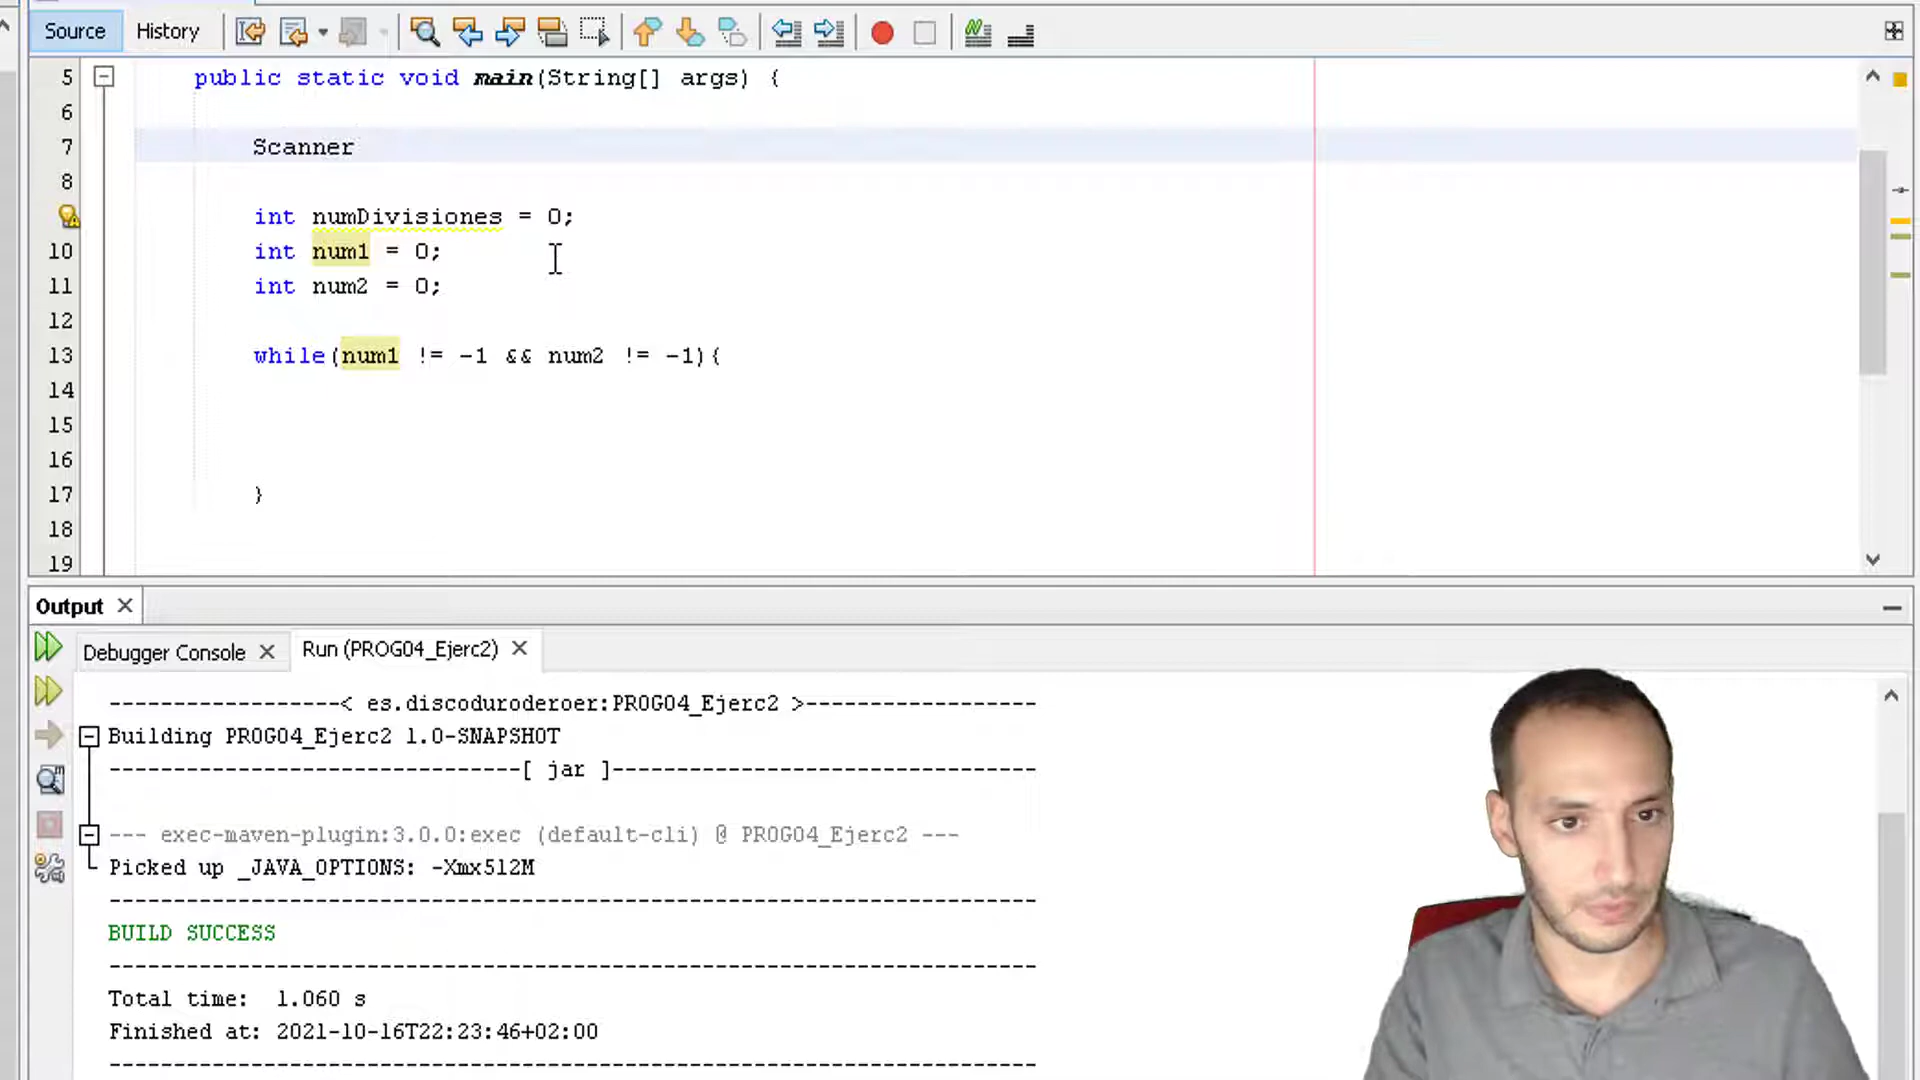 Source History
5 public static void main(String[] args) {
6
7 Scanner
8
int numDivisiones = 0;
10 int num1 = 0;
11 int num2 = 0;
12
13 while(num1 != -1 && num2 != -1){
14
15
16
17 }
18
19
Output
Debugger Console Run (PROG04_Ejerc2)
------------------< es.discoduroderoer:PROG04_Ejerc2 >------------------
Building PROG04_Ejerc2 1.0-SNAPSHOT
--------------------------------[ jar ]---------------------------------
--- exec-maven-plugin:3.0.0:exec (default-cli) @ PROG04_Ejerc2 ---
Picked up _JAVA_OPTIONS: -Xmx512M
------------------------------------------------------------------------
BUILD SUCCESS
------------------------------------------------------------------------
Total time: 1.060 s
Finished at: 2021-10-16T22:23:46+02:00
------------------------------------------------------------------------